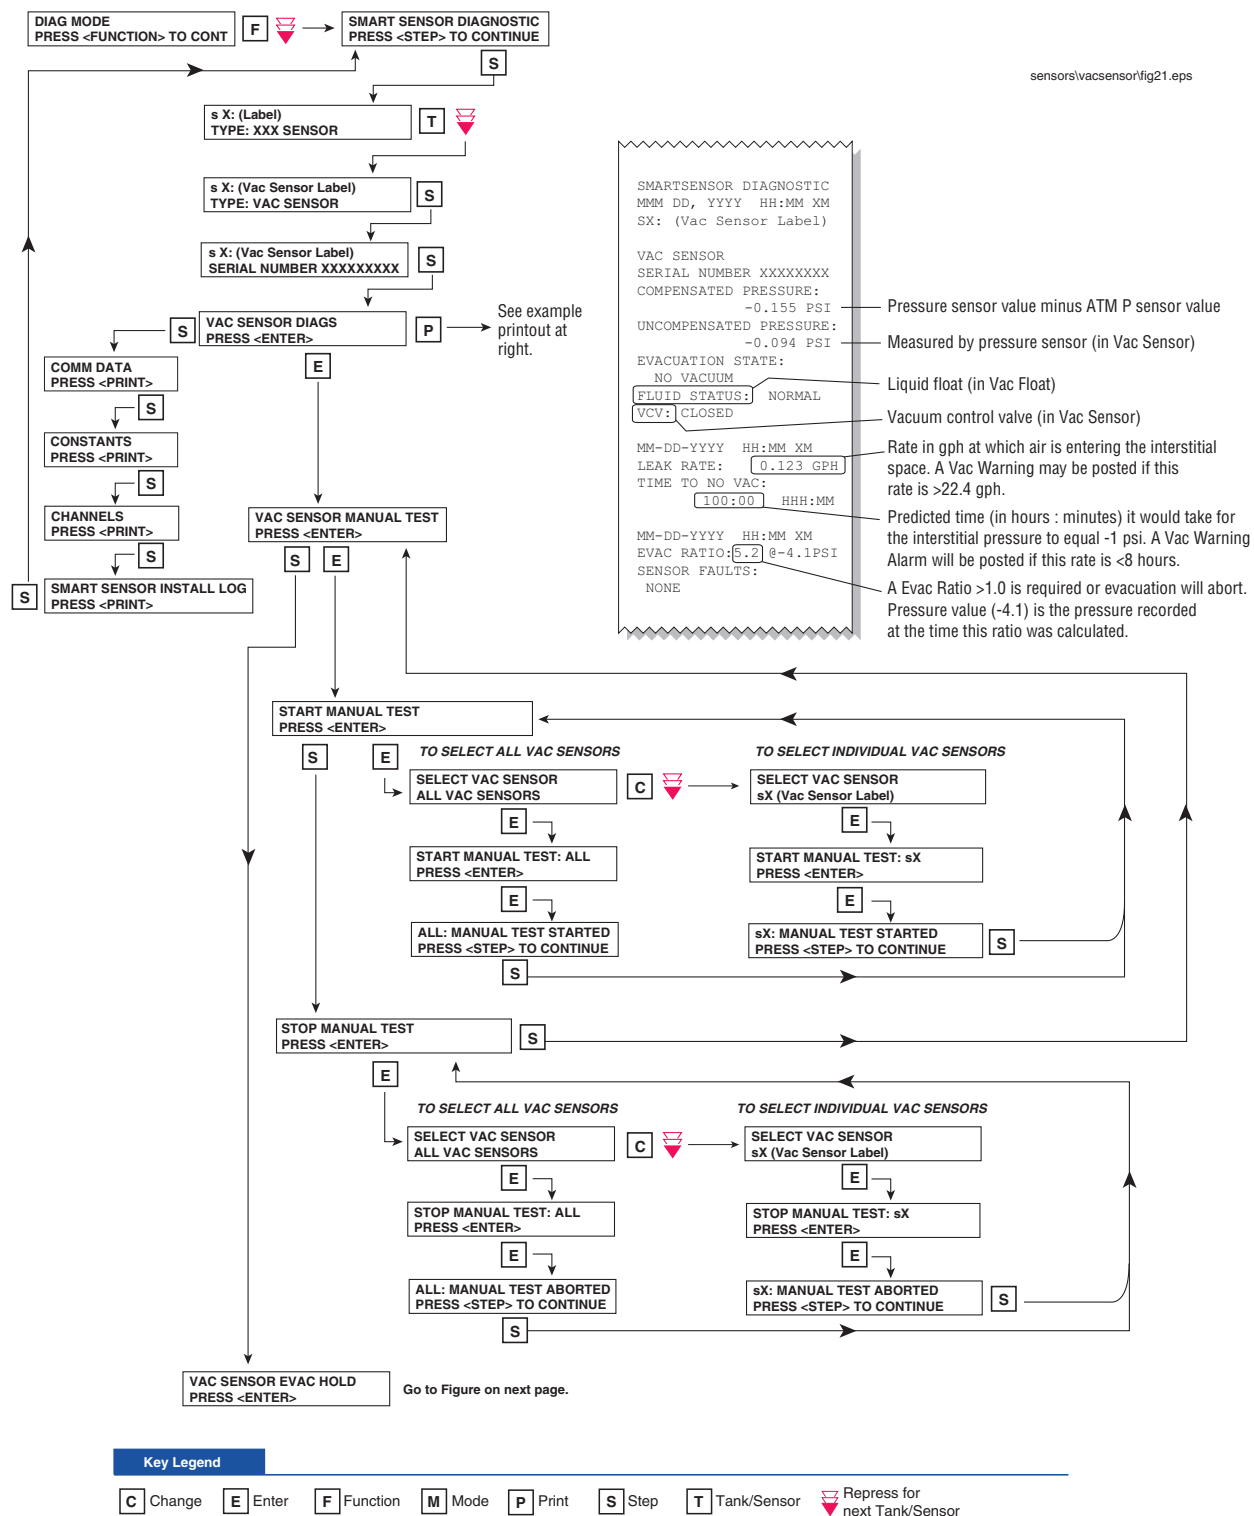 DIAG MODE
PRESS <FUNCTION> TO CONT
F
SMART SENSOR DIAGNOSTIC
PRESS <STEP> TO CONTINUE
S
sensors\vacsensor\fig21.eps
s X: (Label)
TYPE: XXX SENSOR
T
s X: (Vac Sensor Label)
TYPE: VAC SENSOR
S
s X: (Vac Sensor Label)
SERIAL NUMBER XXXXXXXXX
S
VAC SENSOR DIAGS
PRESS <ENTER>
S
P
See example
printout at
right.
E
COMM DATA
PRESS <PRINT>
S
CONSTANTS
PRESS <PRINT>
S
CHANNELS
PRESS <PRINT>
S
SMART SENSOR INSTALL LOG
PRESS <PRINT>
S
SMARTSENSOR DIAGNOSTIC
MMM DD, YYYY HH:MM XM
SX: (Vac Sensor Label)
VAC SENSOR
SERIAL NUMBER XXXXXXXX
COMPENSATED PRESSURE:
-0.155 PSI
UNCOMPENSATED PRESSURE:
-0.094 PSI
EVACUATION STATE:
NO VACUUM
FLUID STATUS: NORMAL
VCV: CLOSED
MM-DD-YYYY HH:MM XM
LEAK RATE: 0.123 GPH
TIME TO NO VAC:
100:00 HHH:MM
MM-DD-YYYY HH:MM XM
EVAC RATIO:5.2 @-4.1PSI
SENSOR FAULTS:
NONE
Pressure sensor value minus ATM P sensor value
Measured by pressure sensor (in Vac Sensor)
Liquid float (in Vac Float)
Vacuum control valve (in Vac Sensor)
Rate in gph at which air is entering the interstitial
space. A Vac Warning may be posted if this
rate is >22.4 gph.
Predicted time (in hours : minutes) it would take for
the interstitial pressure to equal -1 psi. A Vac Warning
Alarm will be posted if this rate is <8 hours.
A Evac Ratio >1.0 is required or evacuation will abort.
Pressure value (-4.1) is the pressure recorded
at the time this ratio was calculated.
VAC SENSOR MANUAL TEST
PRESS <ENTER>
S
E
START MANUAL TEST
PRESS <ENTER>
S
E
TO SELECT ALL VAC SENSORS
SELECT VAC SENSOR
ALL VAC SENSORS
C
TO SELECT INDIVIDUAL VAC SENSORS
SELECT VAC SENSOR
sX (Vac Sensor Label)
E
E
START MANUAL TEST: ALL
PRESS <ENTER>
START MANUAL TEST: sX
PRESS <ENTER>
E
E
ALL: MANUAL TEST STARTED
PRESS <STEP> TO CONTINUE
S
sX: MANUAL TEST STARTED
PRESS <STEP> TO CONTINUE
S
STOP MANUAL TEST
PRESS <ENTER>
S
E
TO SELECT ALL VAC SENSORS
SELECT VAC SENSOR
ALL VAC SENSORS
C
TO SELECT INDIVIDUAL VAC SENSORS
SELECT VAC SENSOR
sX (Vac Sensor Label)
E
E
STOP MANUAL TEST: ALL
PRESS <ENTER>
STOP MANUAL TEST: sX
PRESS <ENTER>
E
E
ALL: MANUAL TEST ABORTED
PRESS <STEP> TO CONTINUE
S
sX: MANUAL TEST ABORTED
PRESS <STEP> TO CONTINUE
S
VAC SENSOR EVAC HOLD
PRESS <ENTER>
Go to Figure on next page.
Key Legend
C Change
E Enter
F Function
M Mode
P Print
S Step
T Tank/Sensor
Repress for
next Tank/Sensor